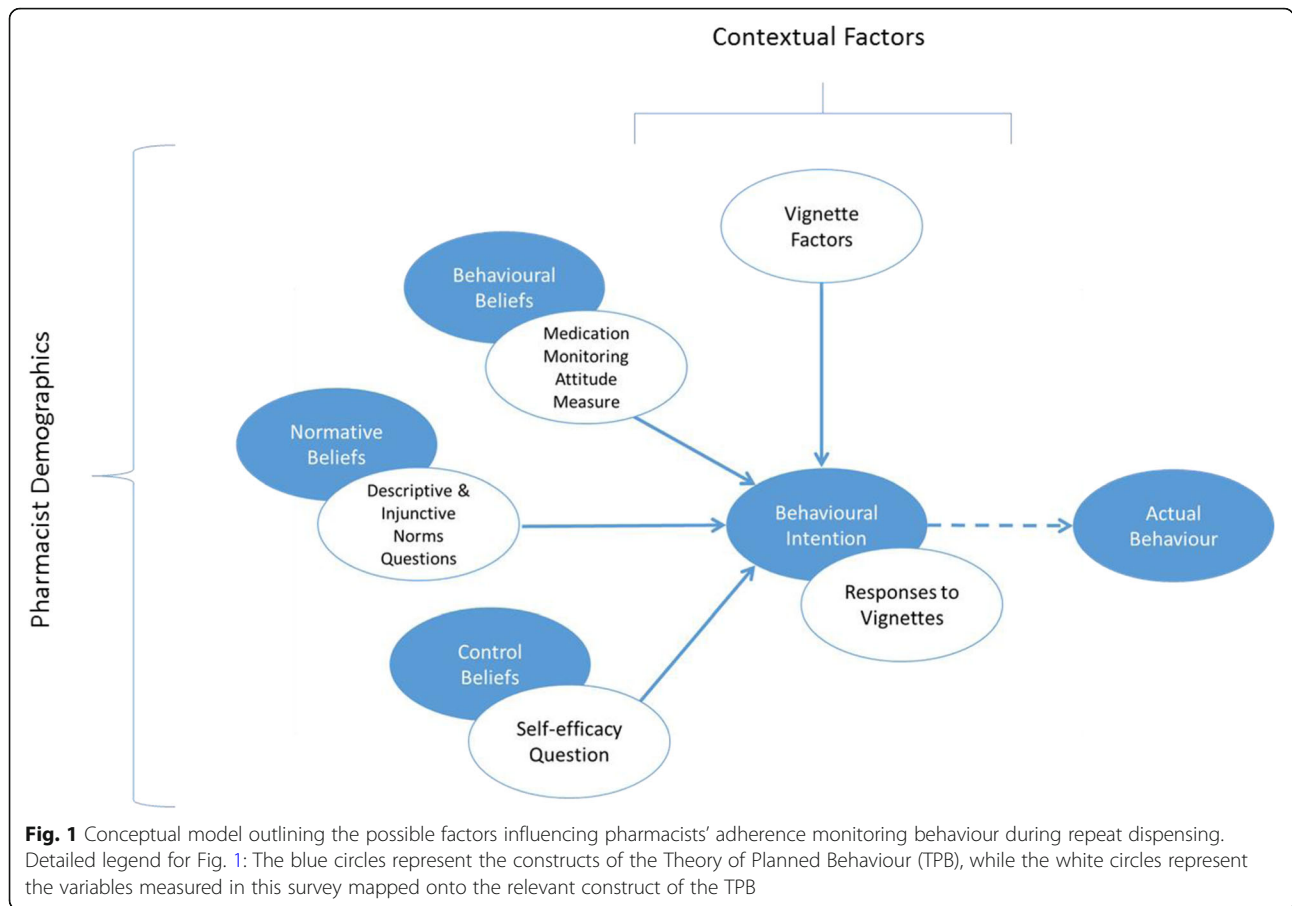 Contextual Factors
Pharmacist Demographics
Vignette
Factors
Behavioural
Beliefs
Medication
Monitoring
Attitude
Measure
Normative
Beliefs
Descriptive &
Injunctive
Norms
Questions
Behavioural
Intention
Actual
Behaviour
Responses to
Vignettes
Control
Beliefs
Self-efficacy
Question
Fig. 1 Conceptual model outlining the possible factors influencing pharmacists' adherence monitoring behaviour during repeat dispensing.
Detailed legend for Fig. 1: The blue circles represent the constructs of the Theory of Planned Behaviour (TPB), while the white circles represent
the variables measured in this survey mapped onto the relevant construct of the TPB